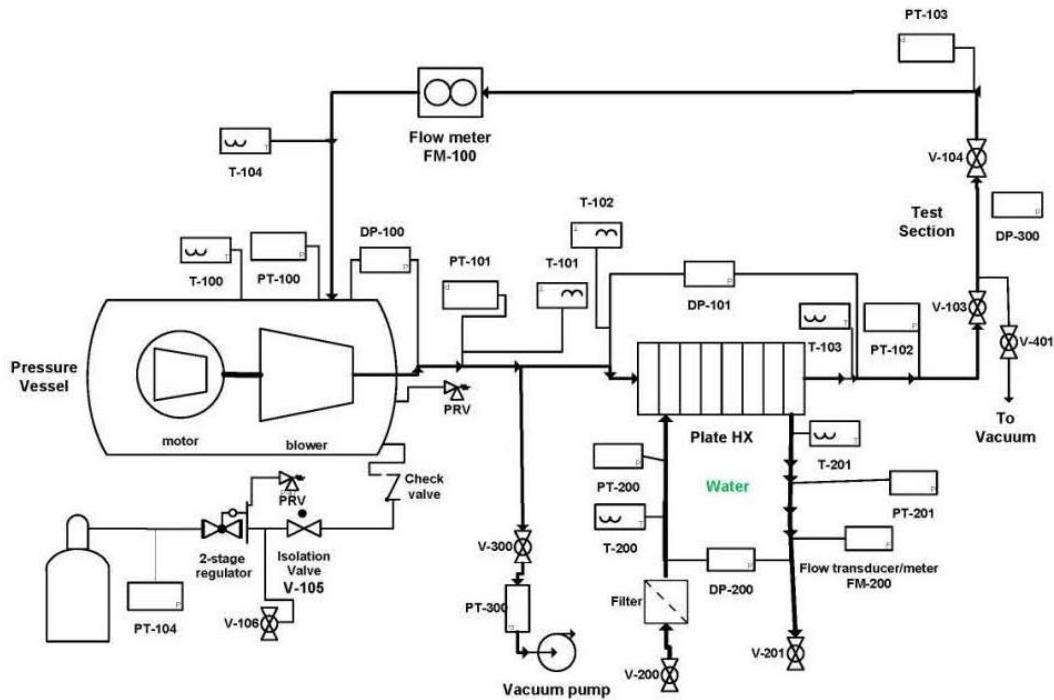 PT-103
Flow meter
FM-100
T-104
V-104
T-102
Test
Section
DP-300
DP-100
T-100
PT-100
PT-101
T-101
DP-101
V-103
T-103
PT-102
V-401
Pressure
Vessel
PRV
To
Vacuum
motor
blower
Plate HX
T-201
Check
valve
PRV
PT-200
Water
PT-201
2-stage
regulator
Isolation
Valve
V-105
V-300
T-200
Flow transducer/meter
FM-200
DP-200
PT-104
V-106
PT-300
Filter
V-200
V-201
Vacuum pump